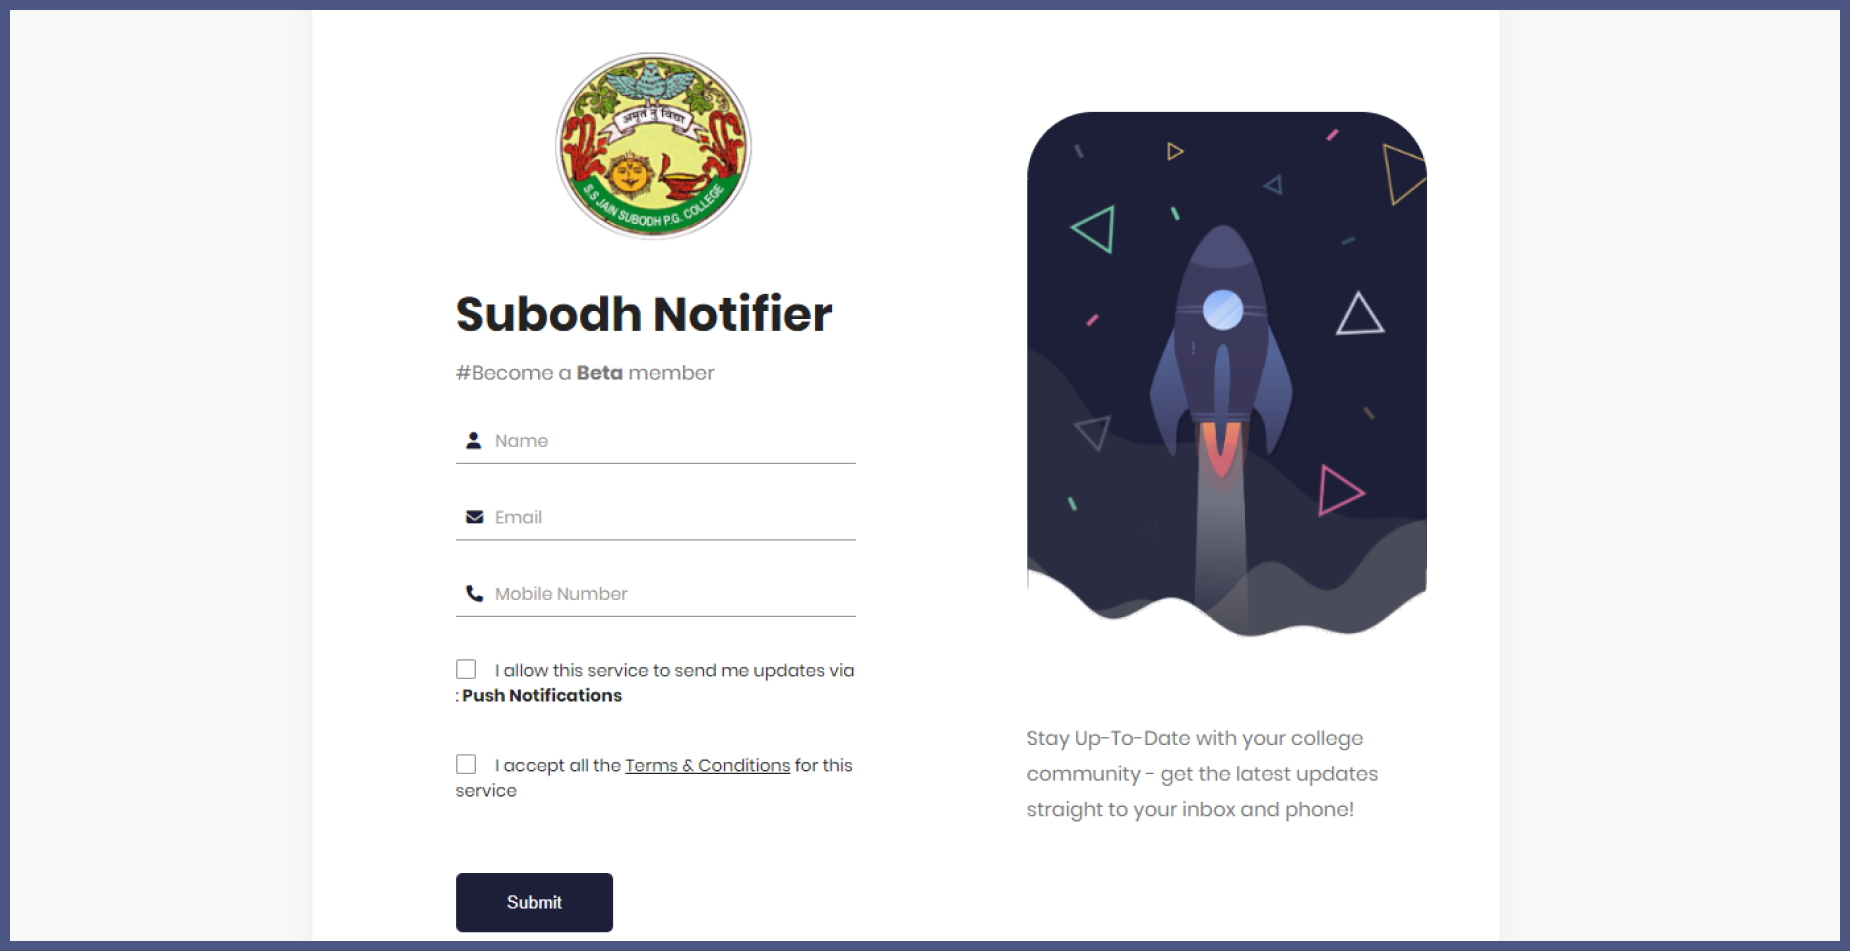 अमृतं नु विद्या
S.S JAIN SUBODH P.G. COLLEGE
Subodh Notifier
#Become a Beta member
Name
Email
Mobile Number
I allow this service to send me updates via
: Push Notifications
I accept all the Terms & Conditions for this
service
Submit
Stay Up-To-Date with your college
community - get the latest updates
straight to your inbox and phone!